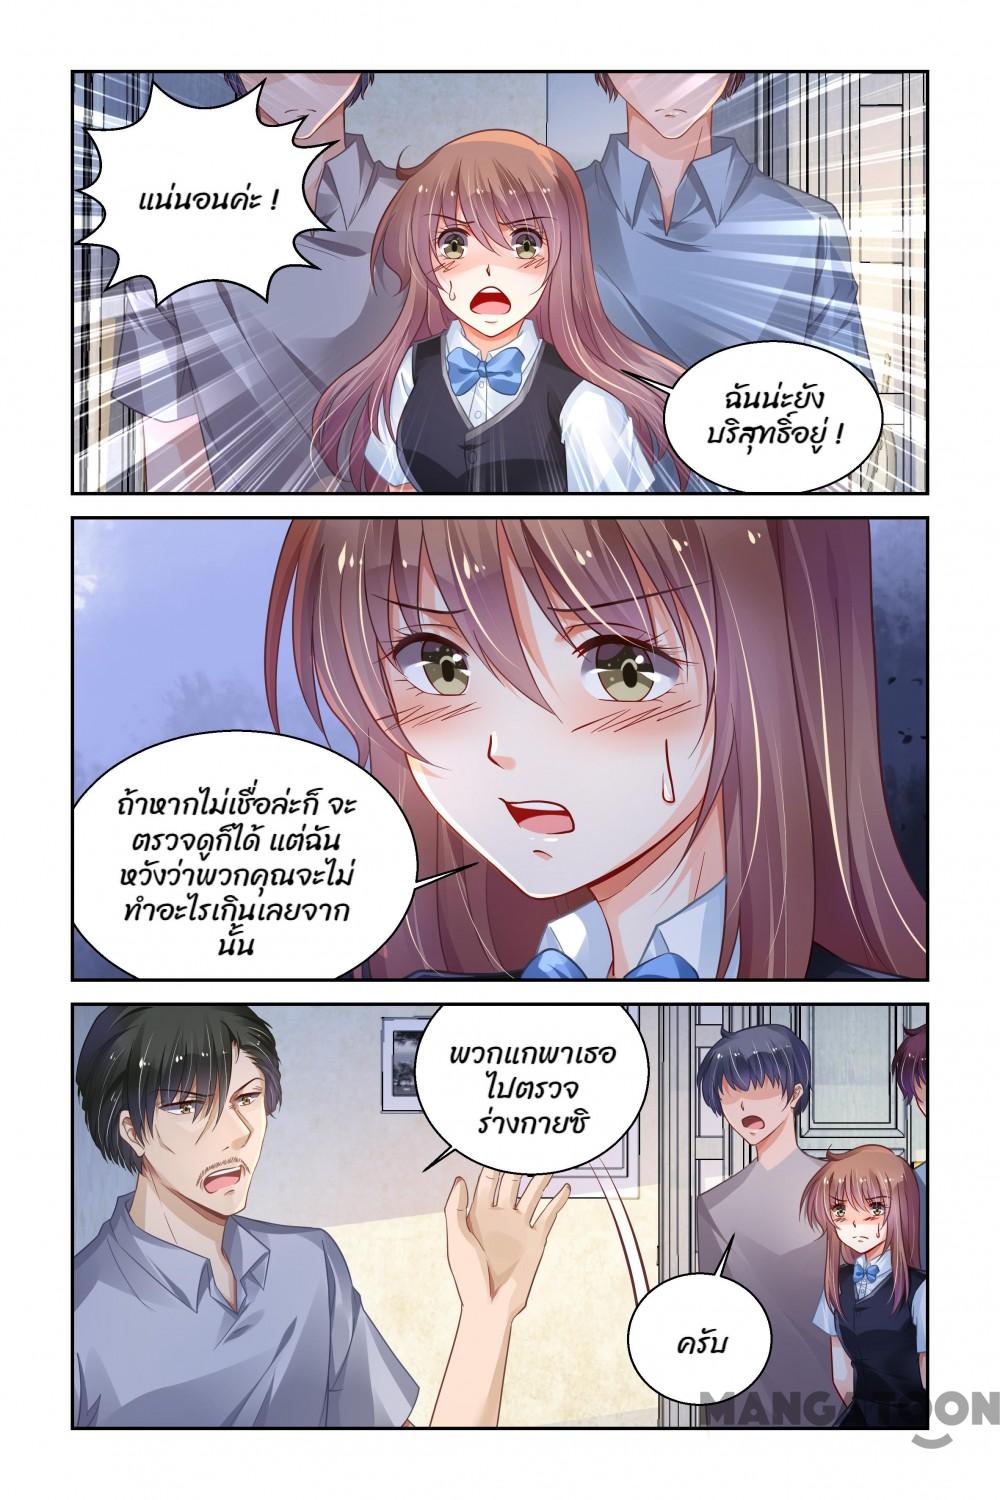 แน่นอนค่ะ !
ฉันน่ะยัง
บริสุทธิ์อยู่ !
ถ้าหากไม่เชื่อล่ะก็ จะ
ตรวจดูก็ได้ แต่ฉัน
หวังว่าพวกคุณจะไม่
ทำอะไรเกินเลยจาก
นั้น
พวกแกพาเธอ
ไปตรวจ
ร่างกายซิ
ครับ
MANGATOON